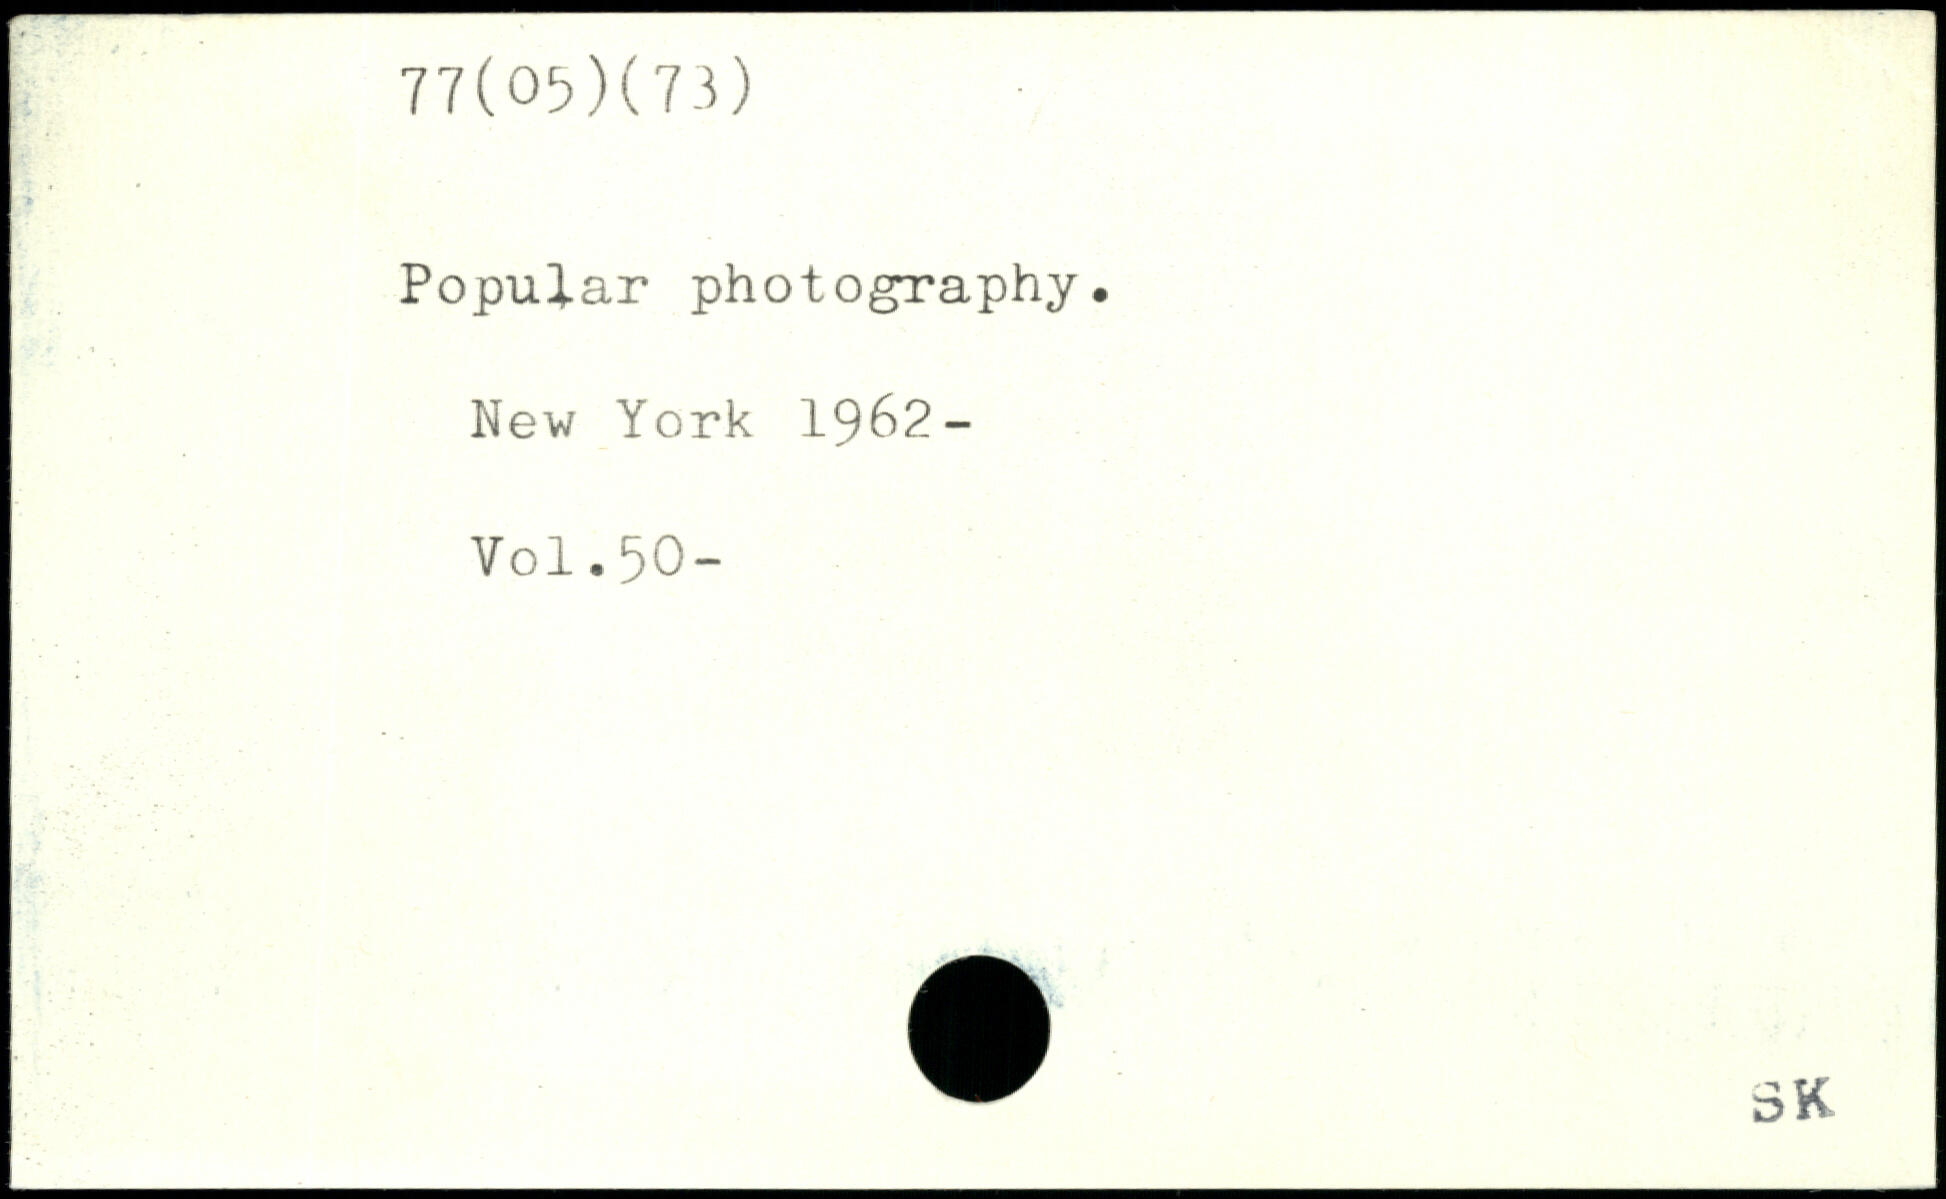 77(05)(73)
Popular photography.
New York 1962-
Vol.50-
SK